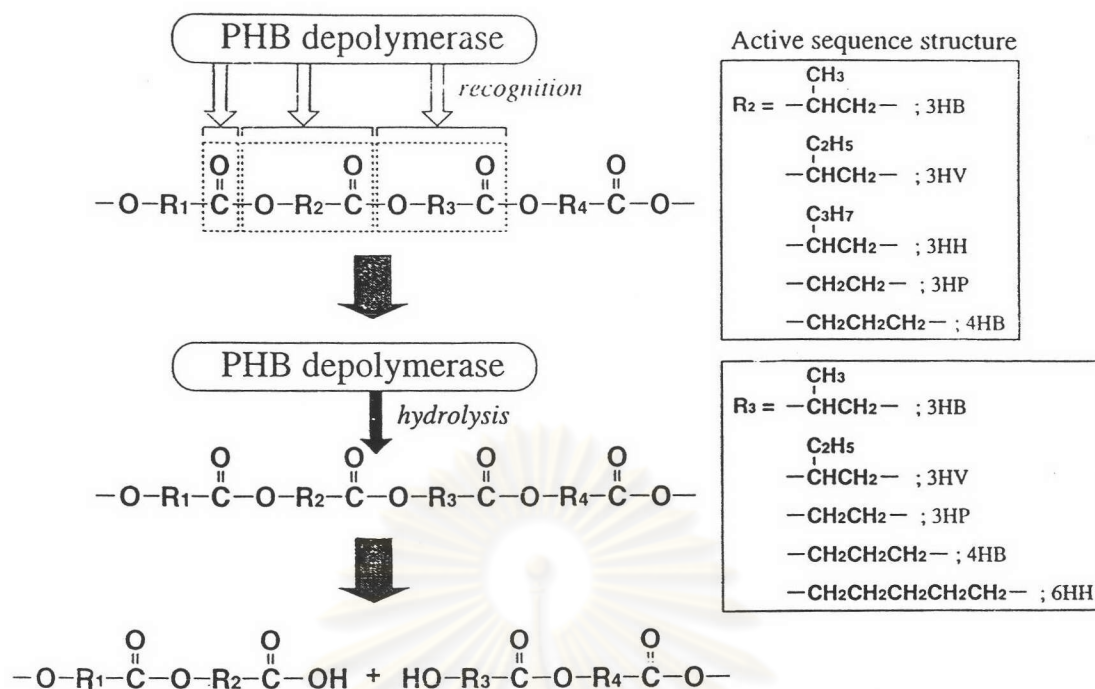 PHB depolymerase
recognition
O O O O
—O—R1—C—O—R2—C—O—R3—C—O—R4—C—O—
PHB depolymerase
hydrolysis
O O O O
—O—R1—C—O—R2—C—O—R3—C—O—R4—C—O—
O O O O
—O—R1—C—O—R2—C—OH + HO—R3—C—O—R4—C—O—
Active sequence structure
CH3
R2 = —CHCH2— ; 3HB
C2H5
—CHCH2— ; 3HV
C3H7
—CHCH2— ; 3HH
—CH2CH2— ; 3HP
—CH2CH2CH2— ; 4HB
CH3
R3 = —CHCH2— ; 3HB
C2H5
—CHCH2— ; 3HV
—CH2CH2— ; 3HP
—CH2CH2CH2— ; 4HB
—CH2CH2CH2CH2CH2— ; 6HH